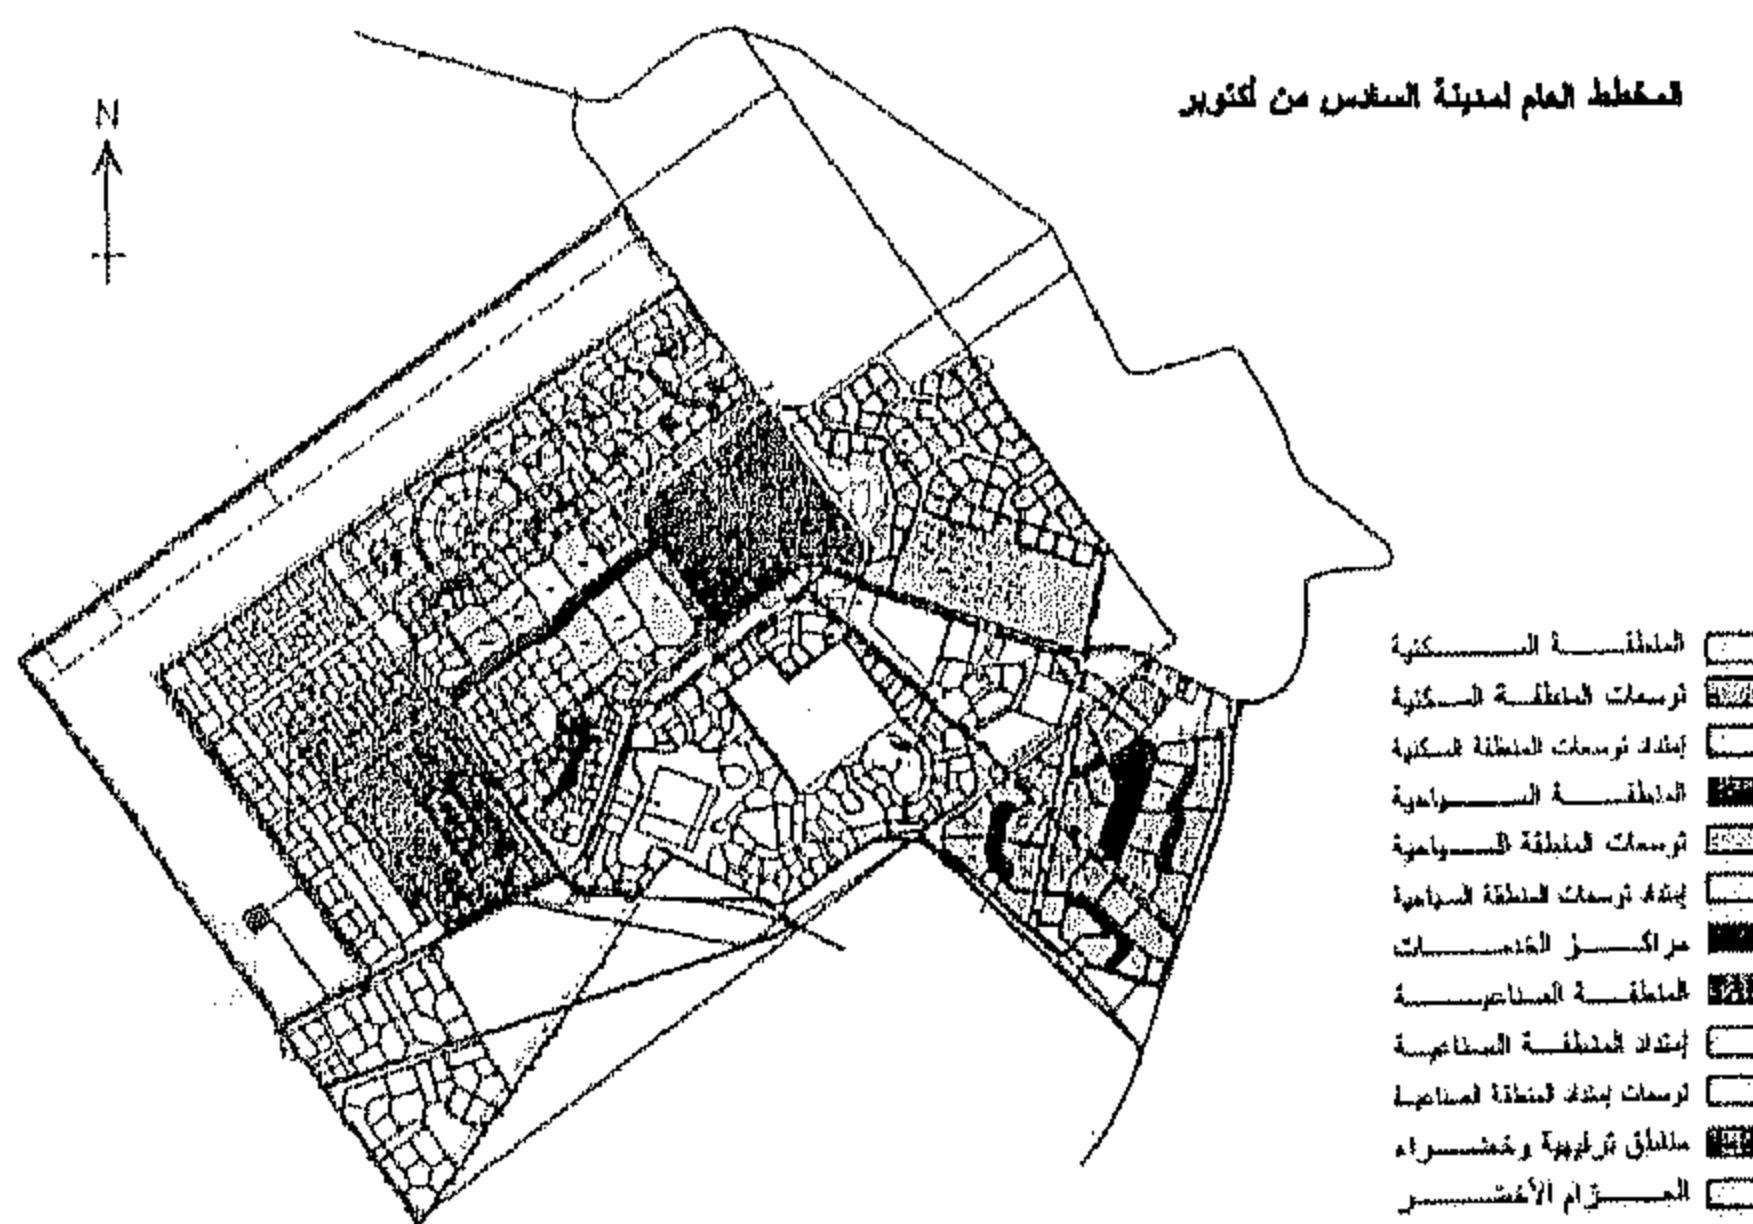 N
المخطط العام لمدينة السادس من أكتوبر
المنطقة السكنية
توسعات المنطقة السكنية
إمتداد توسعات المنطقة السكنية
المنطقة السياحية
توسعات المنطقة السياحية
إمتداد توسعات المنطقة السياحية
مراكز الخدمات
المنطقة الصناعية
إمتداد المنطقة الصناعية
توسعات إمتداد المنطقة الصناعية
مناطق ترفيهية وخضراء
الحزام الأخضر